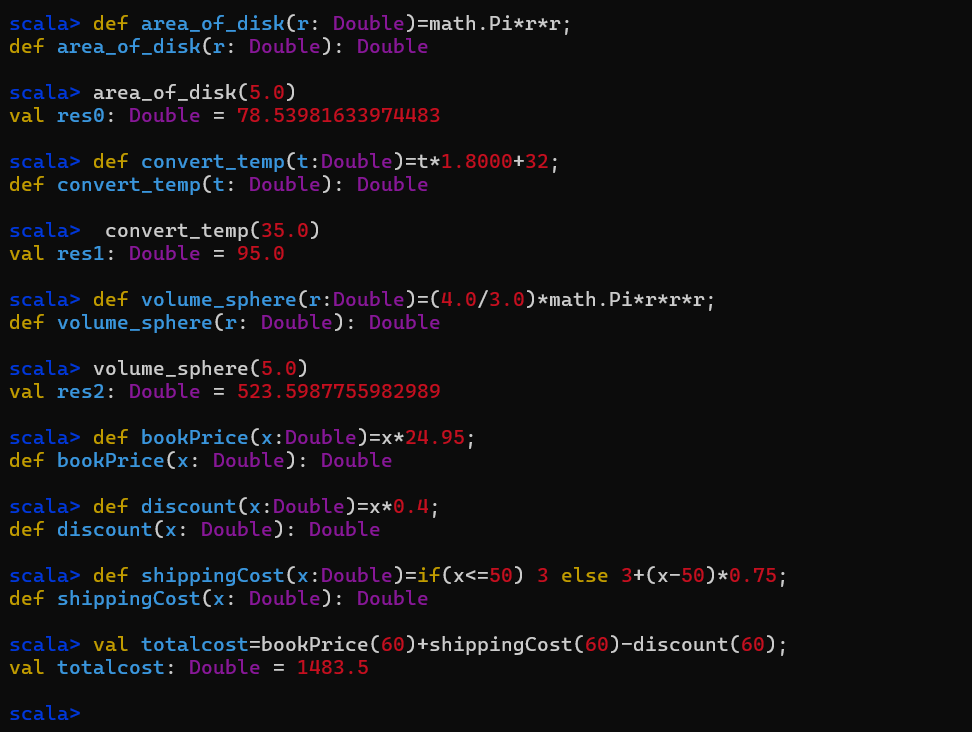 scala> def area_of_disk(r: Double)=math.Pi*r*r;
def area_of_disk(r: Double): Double
scala> area_of_disk(5.0)
val res0: Double = 78.53981633974483
scala> def convert_temp(t:Double)=t*1.8000+32;
def convert_temp(t: Double): Double
scala>  convert_temp(35.0)
val res1: Double = 95.0
scala> def volume_sphere(r:Double)=(4.0/3.0)*math.Pi*r*r*r;
def volume_sphere(r: Double): Double
scala> volume_sphere(5.0)
val res2: Double = 523.5987755982989
scala> def bookPrice(x:Double)=x*24.95;
def bookPrice(x: Double): Double
scala> def discount(x:Double)=x*0.4;
def discount(x: Double): Double
scala> def shippingCost(x:Double)=if(x<=50) 3 else 3+(x-50)*0.75;
def shippingCost(x: Double): Double
scala> val totalcost=bookPrice(60)+shippingCost(60)-discount(60);
val totalcost: Double = 1483.5
scala>